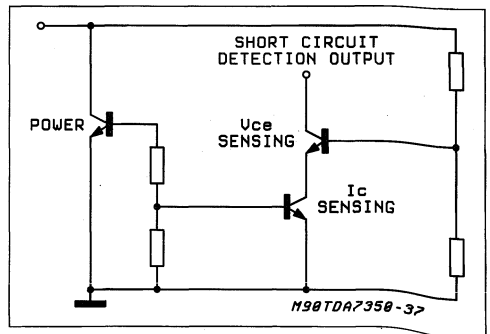 SHORT CIRCUIT
DETECTION OUTPUT
POWER
Vce
SENSING
Ic
SENSING
M90TDA7350-37